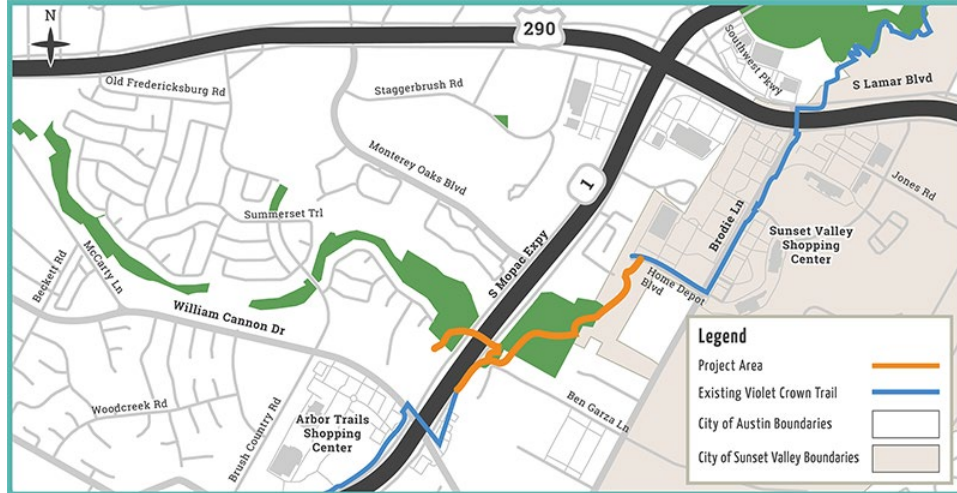 N
290
Old Fredericksburg Rd
Staggerbrush Rd
Southwest Pkwy
S Lamar Blvd
Monterey Oaks Blvd
1
Jones Rd
Summerset Trl
Brodie Ln
Sunset Valley
Shopping
Center
Beckett Rd
McCarty Ln
S Mopac Expy
Home Depot
Blvd
William Cannon Dr
Woodcreek Rd
Brush Country Rd
Arbor Trails
Shopping
Center
Ben Garza Ln
Legend
Project Area
Existing Violet Crown Trail
City of Austin Boundaries
City of Sunset Valley Boundaries